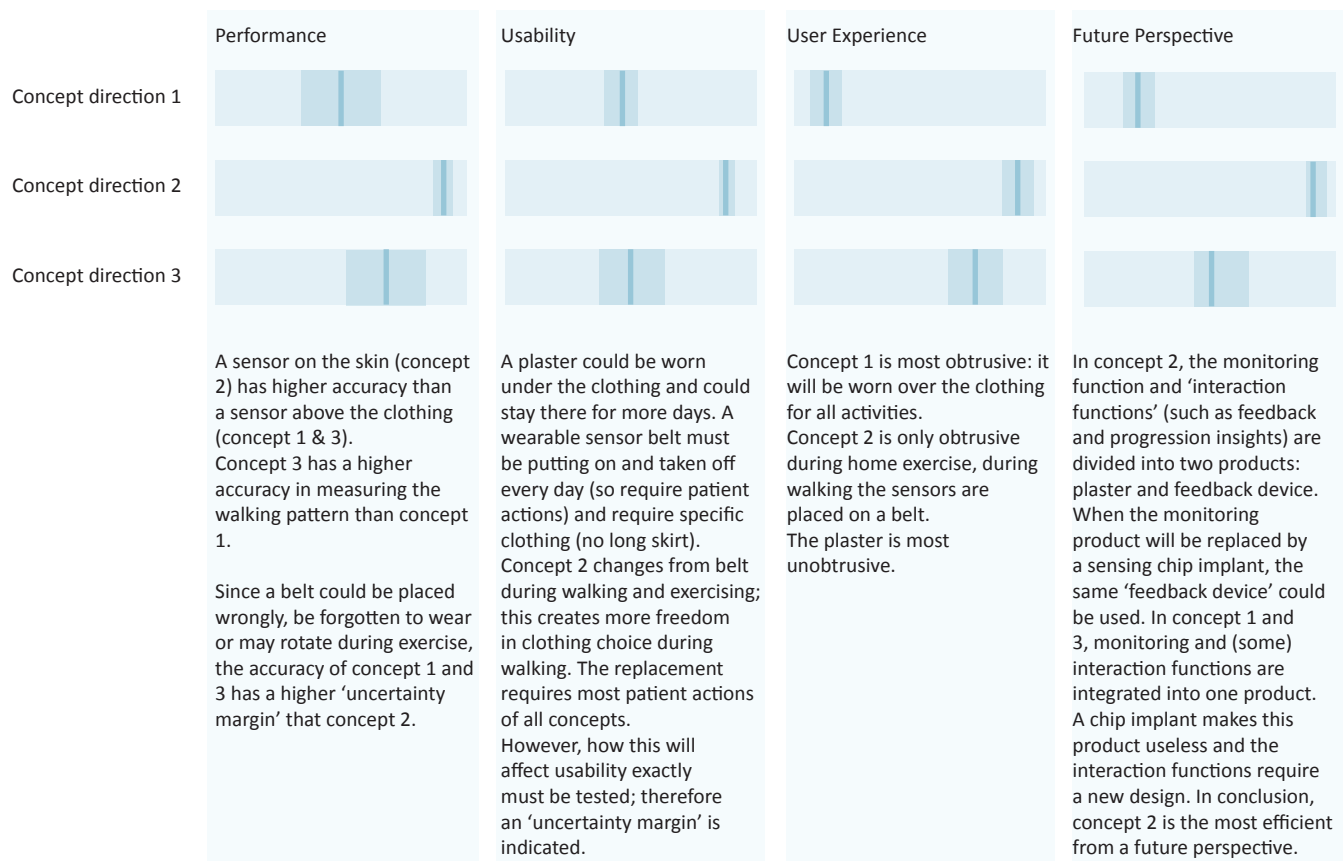 Performance
Usability
User Experience
Future Perspective
Concept direction 1
Concept direction 2
Concept direction 3
A sensor on the skin (concept
2) has higher accuracy than
a sensor above the clothing
(concept 1 & 3).
Concept 3 has a higher
accuracy in measuring the
walking pattern than concept
1.
Since a belt could be placed
wrongly, be forgotten to wear
or may rotate during exercise,
the accuracy of concept 1 and
3 has a higher ‘uncertainty
margin’ that concept 2.
A plaster could be worn
under the clothing and could
stay there for more days. A
wearable sensor belt must
be putting on and taken off
every day (so require patient
actions) and require specific
clothing (no long skirt).
Concept 2 changes from belt
during walking and exercising;
this creates more freedom
in clothing choice during
walking. The replacement
requires most patient actions
of all concepts.
However, how this will
affect usability exactly
must be tested; therefore
an ‘uncertainty margin’ is
indicated.
Concept 1 is most obtrusive: it
will be worn over the clothing
for all activities.
Concept 2 is only obtrusive
during home exercise, during
walking the sensors are
placed on a belt.
The plaster is most
unobtrusive.
In concept 2, the monitoring
function and ‘interaction
functions’ (such as feedback
and progression insights) are
divided into two products:
plaster and feedback device.
When the monitoring
product will be replaced by
a sensing chip implant, the
same ‘feedback device’ could
be used. In concept 1 and
3, monitoring and (some)
interaction functions are
integrated into one product.
A chip implant makes this
product useless and the
interaction functions require
a new design. In conclusion,
concept 2 is the most efficient
from a future perspective.